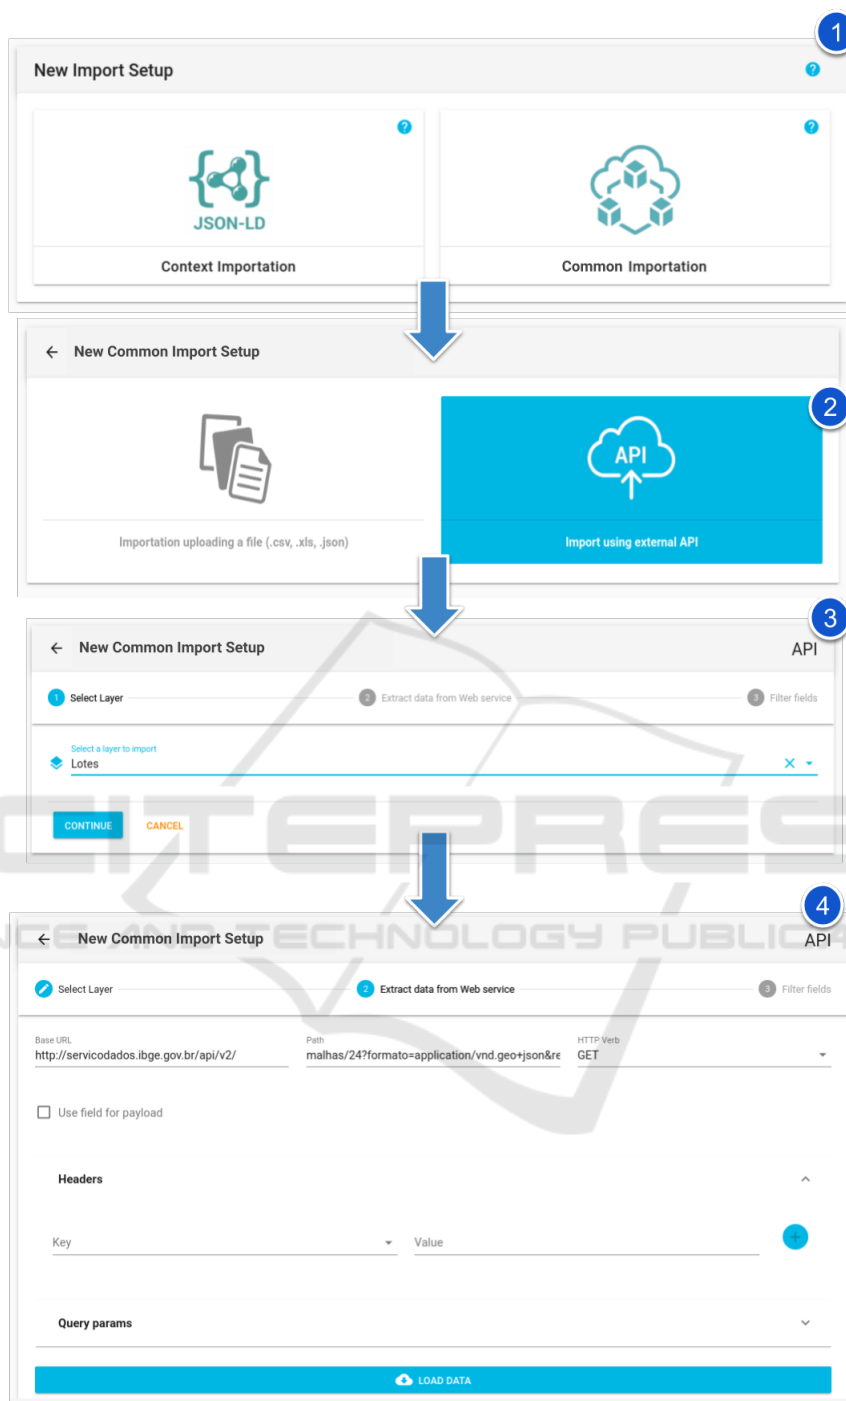 1
New Import Setup
?
?
?
JSON-LD
Context Importation
Common Importation
New Common Import Setup
2
API
Importation uploading a file (.csv, .xls, .json)
Import using external API
3
New Common Import Setup
API
1 Select Layer
2 Extract data from Web service
3 Filter fields
Select a layer to import
Lotes
CONTINUE
CANCEL
CITEPRES
4
NCE AND TECHNOLOGY PUBLICA
New Common Import Setup
API
Select Layer
2 Extract data from Web service
3 Filter fields
Base URL
http://servicodados.ibge.gov.br/api/v2/
Path
malhas/24?formato=application/vnd.geo+json&re
HTTP Verb
GET
Use field for payload
Headers
Key
Value
Query params
LOAD DATA